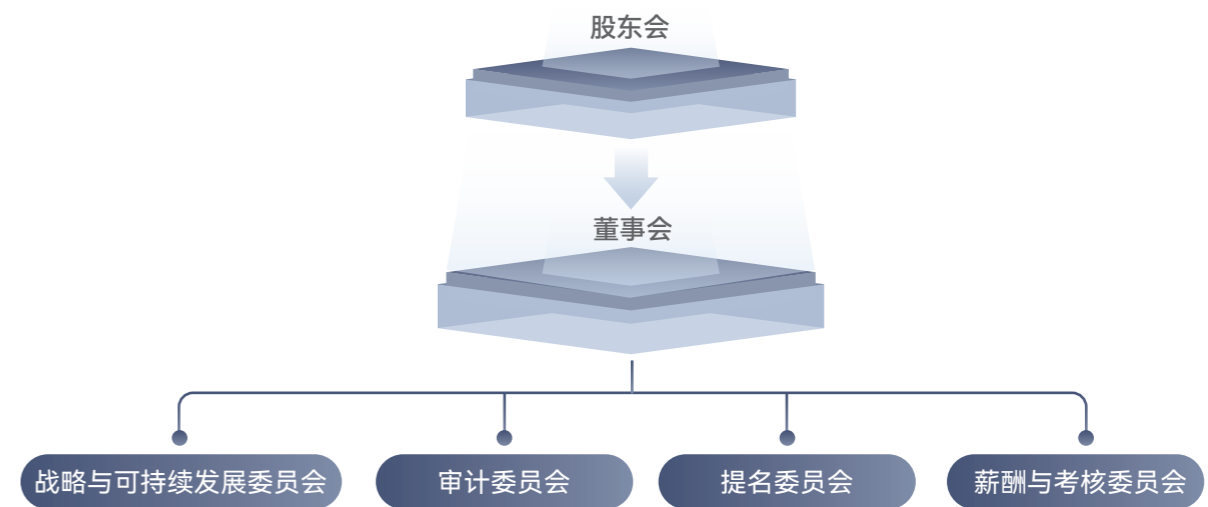 股东会
董事会
战略与可持续发展委员会
审计委员会
提名委员会
薪酬与考核委员会